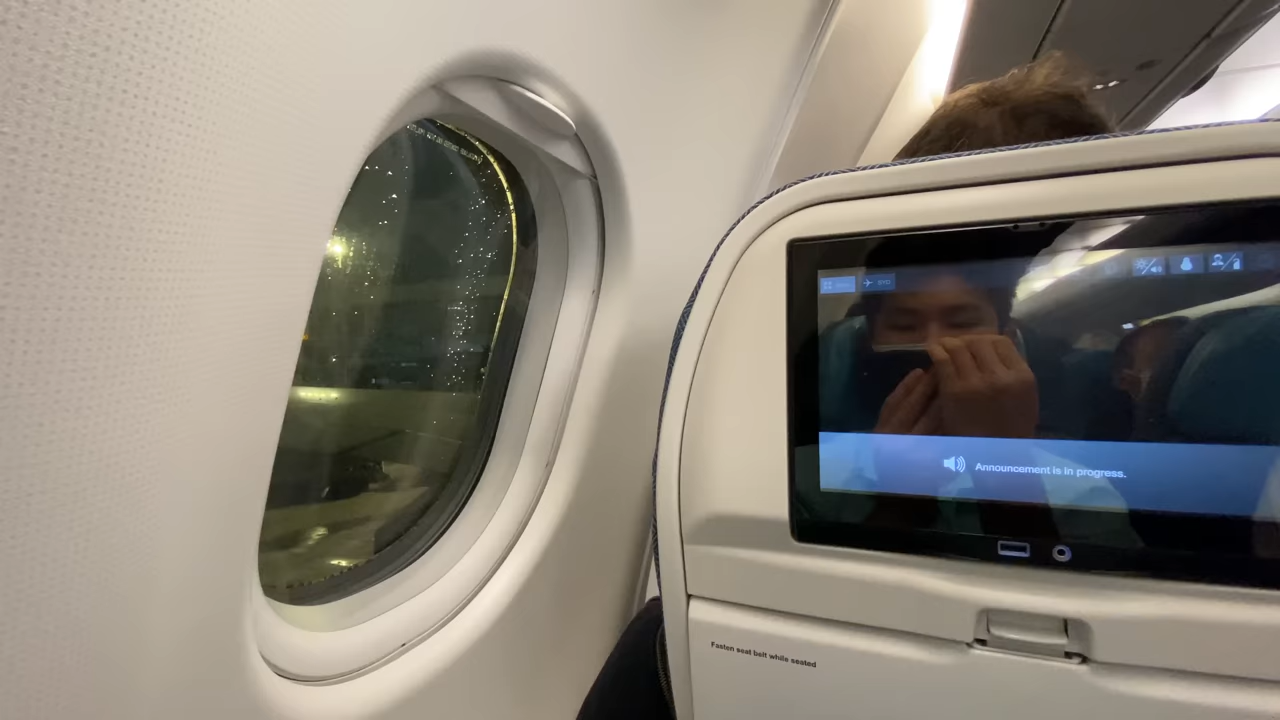 Announcement is in progress.
Fasten seat belt while seated